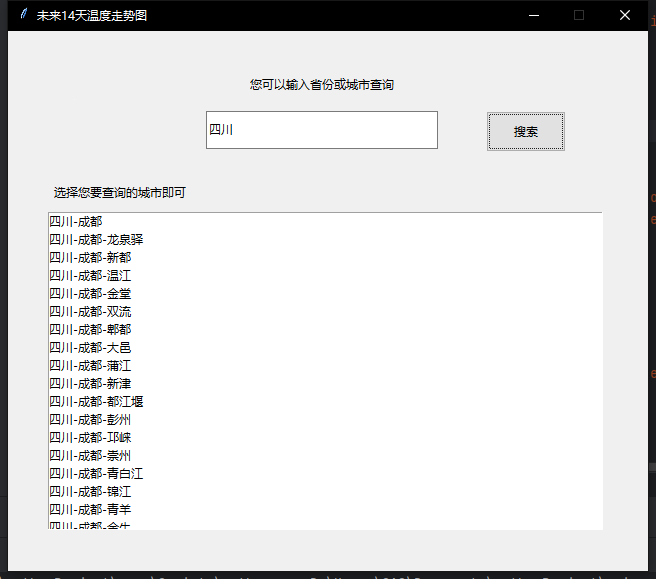 未来14天温度走势图
您可以输入省份或城市查询
四川
搜索
选择您要查询的城市即可
四川-成都
四川-成都-龙泉驿
四川-成都-新都
四川-成都-温江
四川-成都-金堂
四川-成都-双流
四川-成都-郫都
四川-成都-大邑
四川-成都-蒲江
四川-成都-新津
四川-成都-都江堰
四川-成都-彭州
四川-成都-邛崃
四川-成都-崇州
四川-成都-青白江
四川-成都-锦江
四川-成都-青羊
四川-成都-金牛